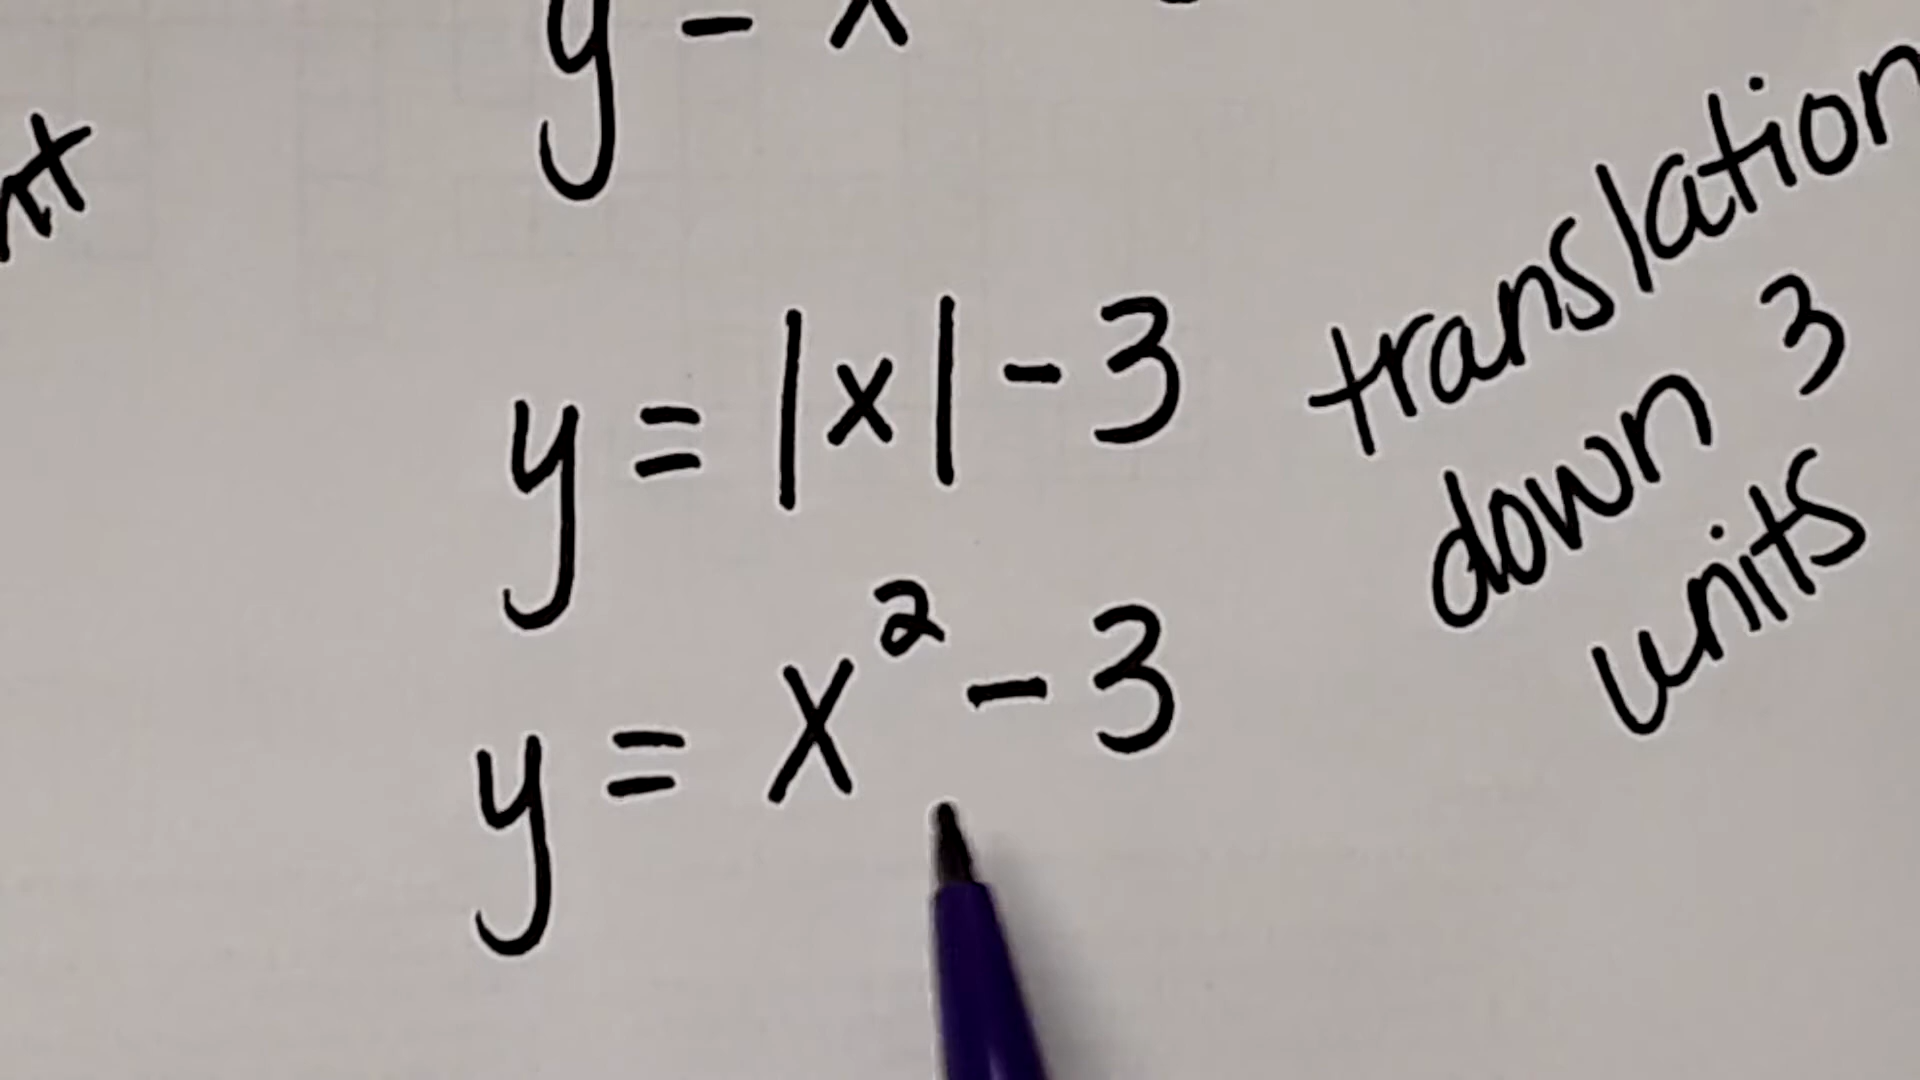 y = |x| - 3
translation
down 3
units
y = x² - 3